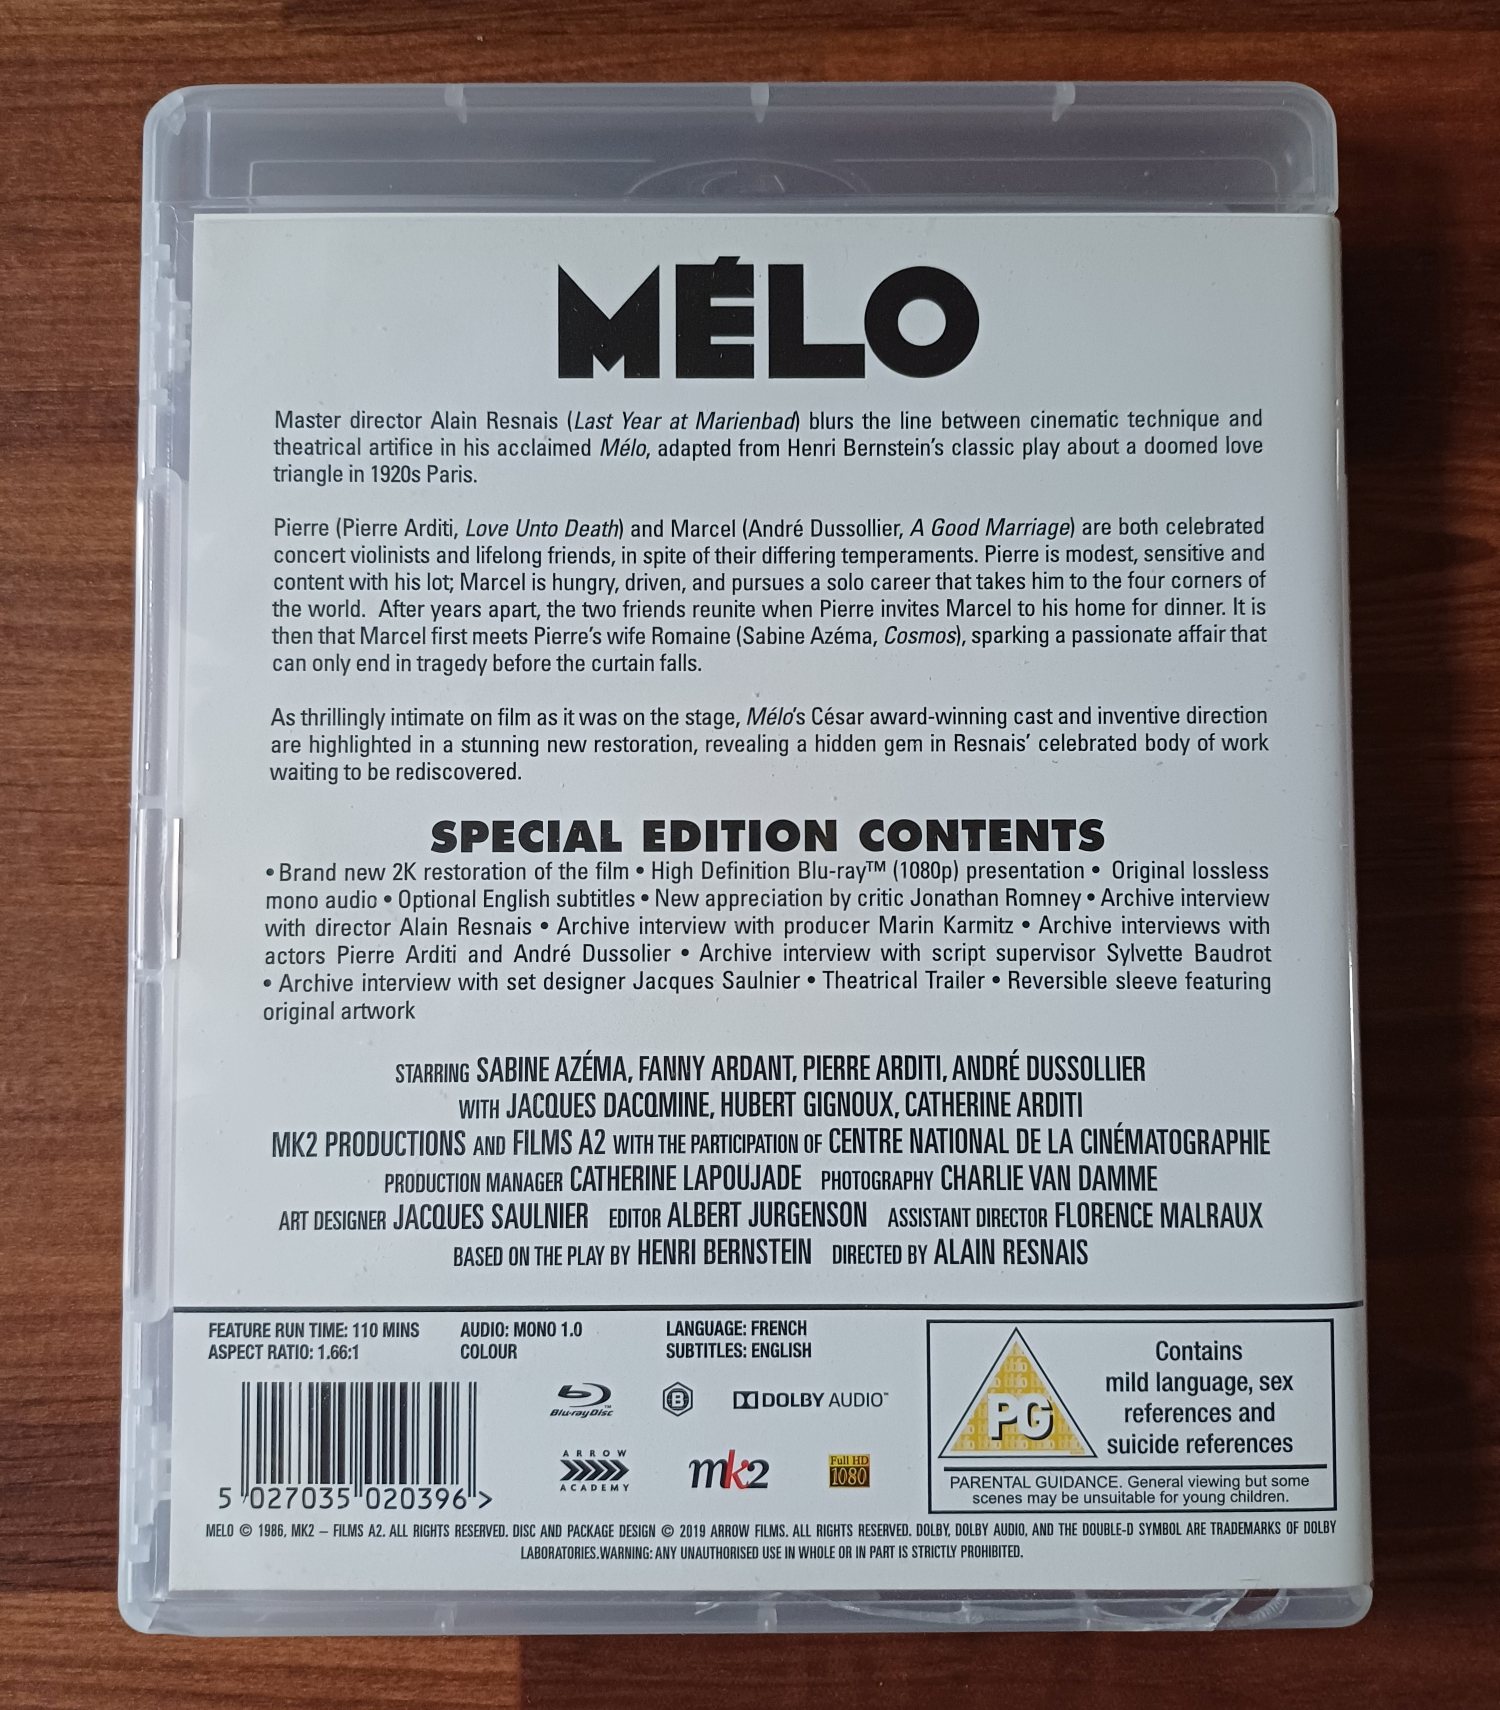 MÉLO
Master director Alain Resnais (Last Year at Marienbad) blurs the line between cinematic technique and
theatrical artifice in his acclaimed Mélo, adapted from Henri Bernstein's classic play about a doomed love
triangle in 1920s Paris.
Pierre (Pierre Arditi, Love Unto Death) and Marcel (André Dussollier, A Good Marriage) are both celebrated
concert violinists and lifelong friends, in spite of their differing temperaments. Pierre is modest, sensitive and
content with his lot; Marcel is hungry, driven, and pursues a solo career that takes him to the four corners of
the world. After years apart, the two friends reunite when Pierre invites Marcel to his home for dinner. It is
then that Marcel first meets Pierre's wife Romaine (Sabine Azéma, Cosmos), sparking a passionate affair that
can only end in tragedy before the curtain falls.
As thrillingly intimate on film as it was on the stage, Mélo's César award-winning cast and inventive direction
are highlighted in a stunning new restoration, revealing a hidden gem in Resnais' celebrated body of work
waiting to be rediscovered.
SPECIAL EDITION CONTENTS
• Brand new 2K restoration of the film • High Definition Blu-ray™ (1080p) presentation • Original lossless
mono audio • Optional English subtitles • New appreciation by critic Jonathan Romney • Archive interview
with director Alain Resnais • Archive interview with producer Marin Karmitz • Archive interviews with
actors Pierre Arditi and André Dussolier • Archive interview with script supervisor Sylvette Baudrot
• Archive interview with set designer Jacques Saulnier • Theatrical Trailer • Reversible sleeve featuring
original artwork
STARRING SABINE AZÉMA, FANNY ARDANT, PIERRE ARDITI, ANDRÉ DUSSOLLIER
WITH JACQUES DACQMINE, HUBERT GIGNOUX, CATHERINE ARDITI
MK2 PRODUCTIONS AND FILMS A2 WITH THE PARTICIPATION OF CENTRE NATIONAL DE LA CINÉMATOGRAPHIE
PRODUCTION MANAGER CATHERINE LAPOUJADE PHOTOGRAPHY CHARLIE VAN DAMME
ART DESIGNER JACQUES SAULNIER EDITOR ALBERT JURGENSON ASSISTANT DIRECTOR FLORENCE MALRAUX
BASED ON THE PLAY BY HENRI BERNSTEIN DIRECTED BY ALAIN RESNAIS
FEATURE RUN TIME: 110 MINS
ASPECT RATIO: 1.66:1
AUDIO: MONO 1.0
COLOUR
LANGUAGE: FRENCH
SUBTITLES: ENGLISH
Blu-ray Disc™
B
DOLBY AUDIO™
ARROW
ACADEMY
mk2
Full HD
1080
PG
Contains
mild language, sex
references and
suicide references
PARENTAL GUIDANCE. General viewing but some
scenes may be unsuitable for young children.
5 027035 020396 >
MELO © 1986, MK2 – FILMS A2. ALL RIGHTS RESERVED. DISC AND PACKAGE DESIGN © 2019 ARROW FILMS. ALL RIGHTS RESERVED. DOLBY, DOLBY AUDIO, AND THE DOUBLE-D SYMBOL ARE TRADEMARKS OF DOLBY
LABORATORIES.WARNING: ANY UNAUTHORISED USE IN WHOLE OR IN PART IS STRICTLY PROHIBITED.